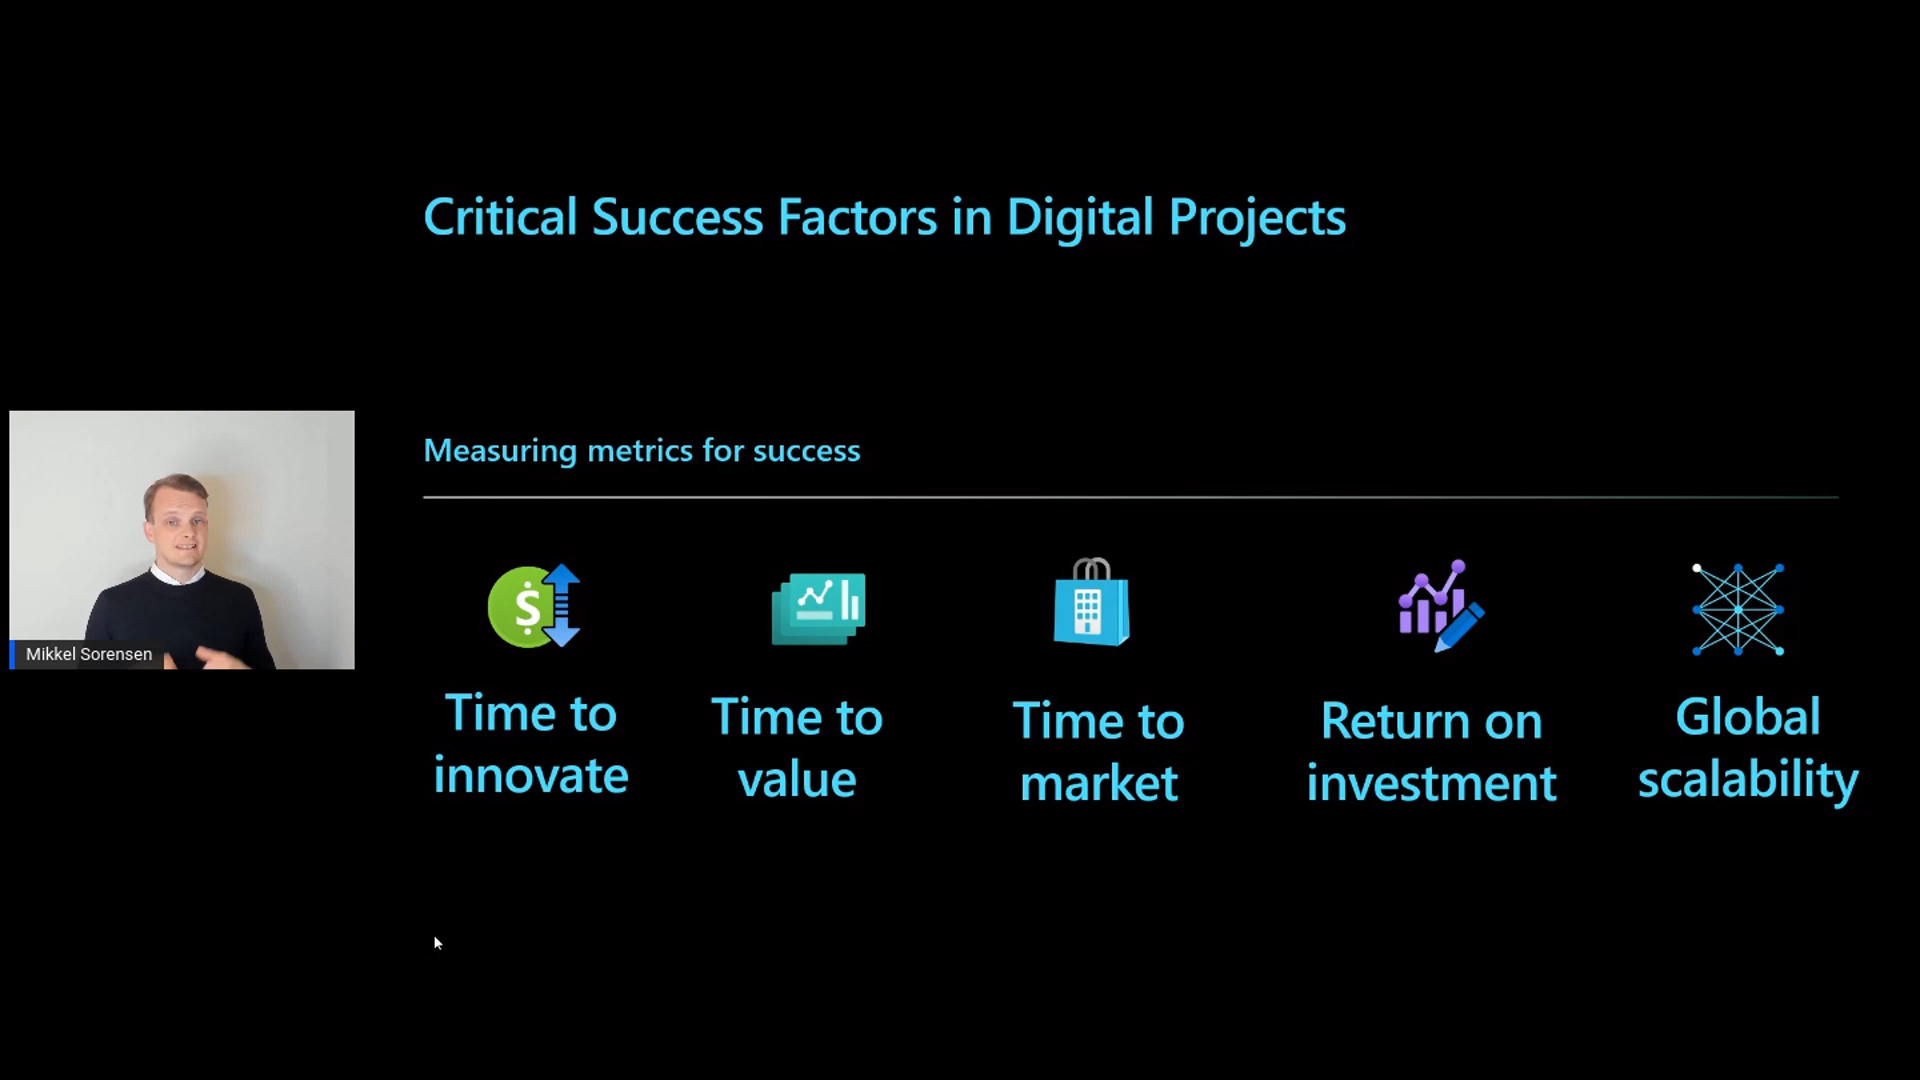 Critical Success Factors in Digital Projects
Measuring metrics for success
$
Time to
innovate
Time to
value
Time to
market
Return on
investment
Global
scalability
Mikkel Sorensen